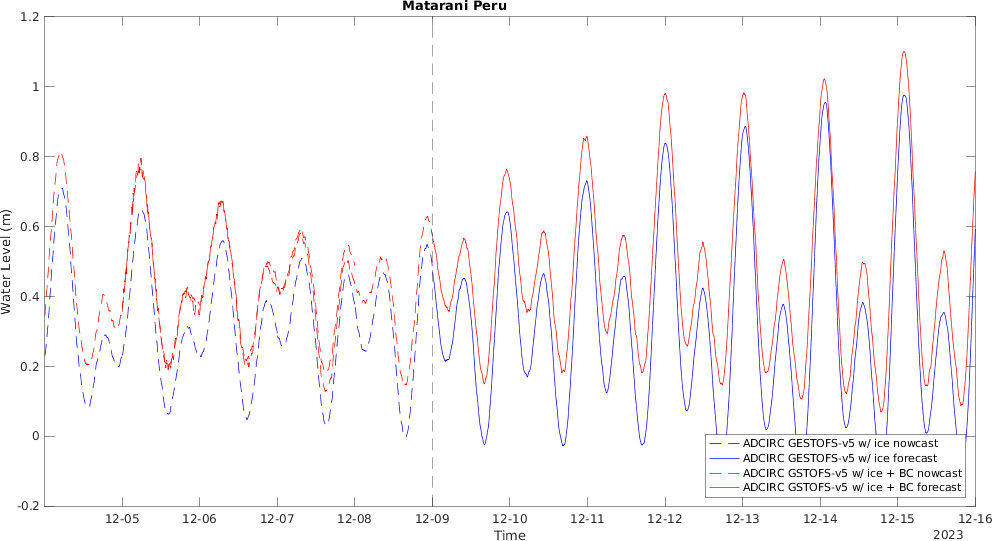 Matarani Peru
1.2
1
0.8
0.6
0.4
0.2
0
-0.2
Water Level (m)
ADCIRC GESTOFS-v5 w/ ice nowcast
ADCIRC GESTOFS-v5 w/ ice forecast
ADCIRC GSTOFS-v5 w/ ice + BC nowcast
ADCIRC GSTOFS-v5 w/ ice + BC forecast
12-05 12-06 12-07 12-08 12-09 12-10 12-11 12-12 12-13 12-14 12-15 12-16
Time
2023